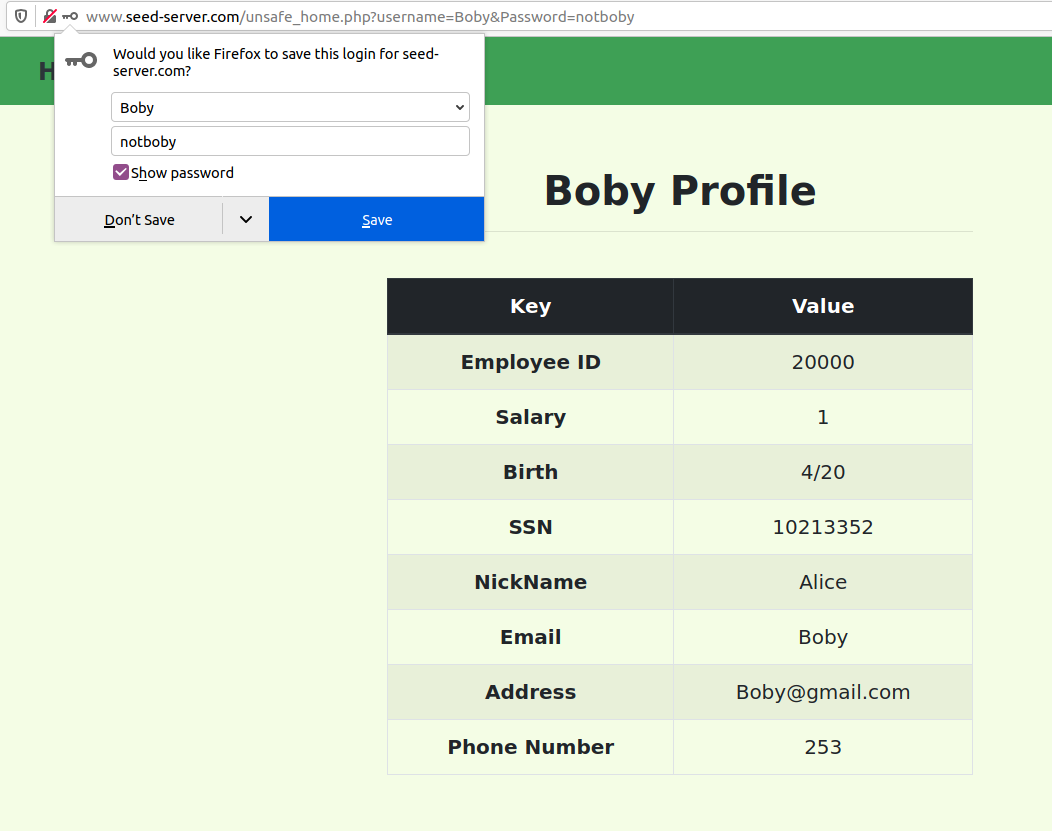 www.seed-server.com/unsafe_home.php?username=Boby&Password=notboby
Would you like Firefox to save this login for seed-
server.com?
Boby
notboby
Show password
Don't Save
Save
Boby Profile
Key Value
Employee ID 20000
Salary 1
Birth 4/20
SSN 10213352
NickName Alice
Email Boby
Address Boby@gmail.com
Phone Number 253